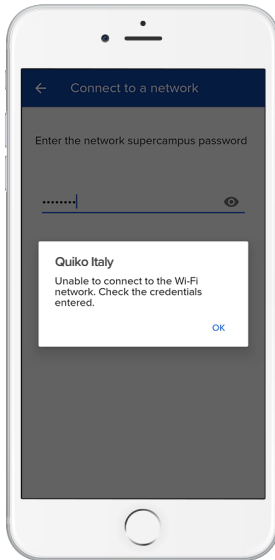 Connect to a network
Enter the network supercampus password
••••••••
Quiko Italy
Unable to connect to the Wi-Fi
network. Check the credentials
entered.
OK